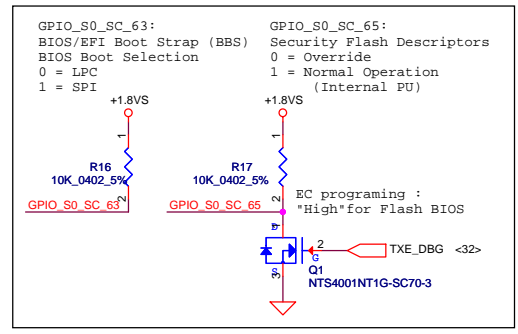 GPIO_S0_SC_63:
BIOS/EFI Boot Strap (BBS)
BIOS Boot Selection
0 = LPC
1 = SPI
GPIO_S0_SC_65:
Security Flash Descriptors
0 = Override
1 = Normal Operation
(Internal PU)
+1.8VS
+1.8VS
1
1
R16
10K_0402_5%
R17
10K_0402_5%
2
2
GPIO_S0_SC_63
GPIO_S0_SC_65
EC programing :
"High"for Flash BIOS
D
2
G
TXE_DBG <32>
S
3
Q1
NTS4001NT1G-SC70-3